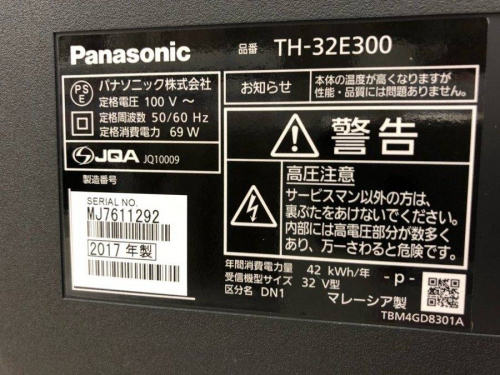 Panasonic
品番 TH-32E300
PS E
パナソニック株式会社
定格電圧 100 V ～
定格周波数 50/60 Hz
定格消費電力 69 W
JQA JQ10009
製造番号
SERIAL NO.
MJ7611292
2017 年製
お知らせ
本体の温度が高くなりますが
性能・品質には問題ありません。
警告
高圧注意
サービスマン以外の方は、
裏ぶたをあけないでください。
内部には高電圧部分が数多く
あり、万一さわると危険です。
年間消費電力量 42 kWh/年
受信機型サイズ 32 V型
区分名 DN1
-p-
マレーシア製
TBM4GD8301A